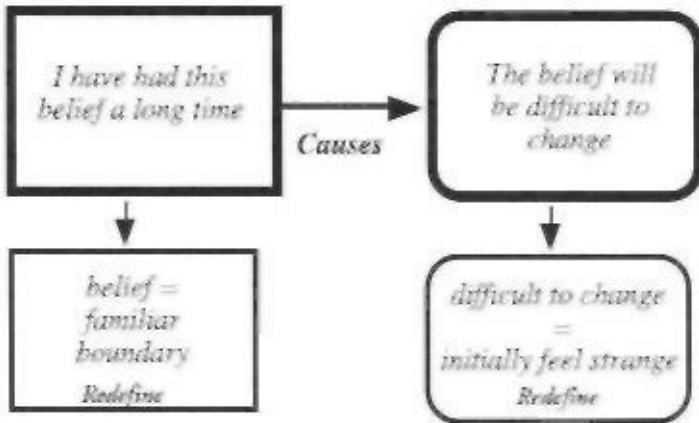 I have had this
belief a long time
Causes
The belief will
be difficult to
change
belief =
familiar
boundary
Redefine
difficult to change
=
initially feel strange
Redefine